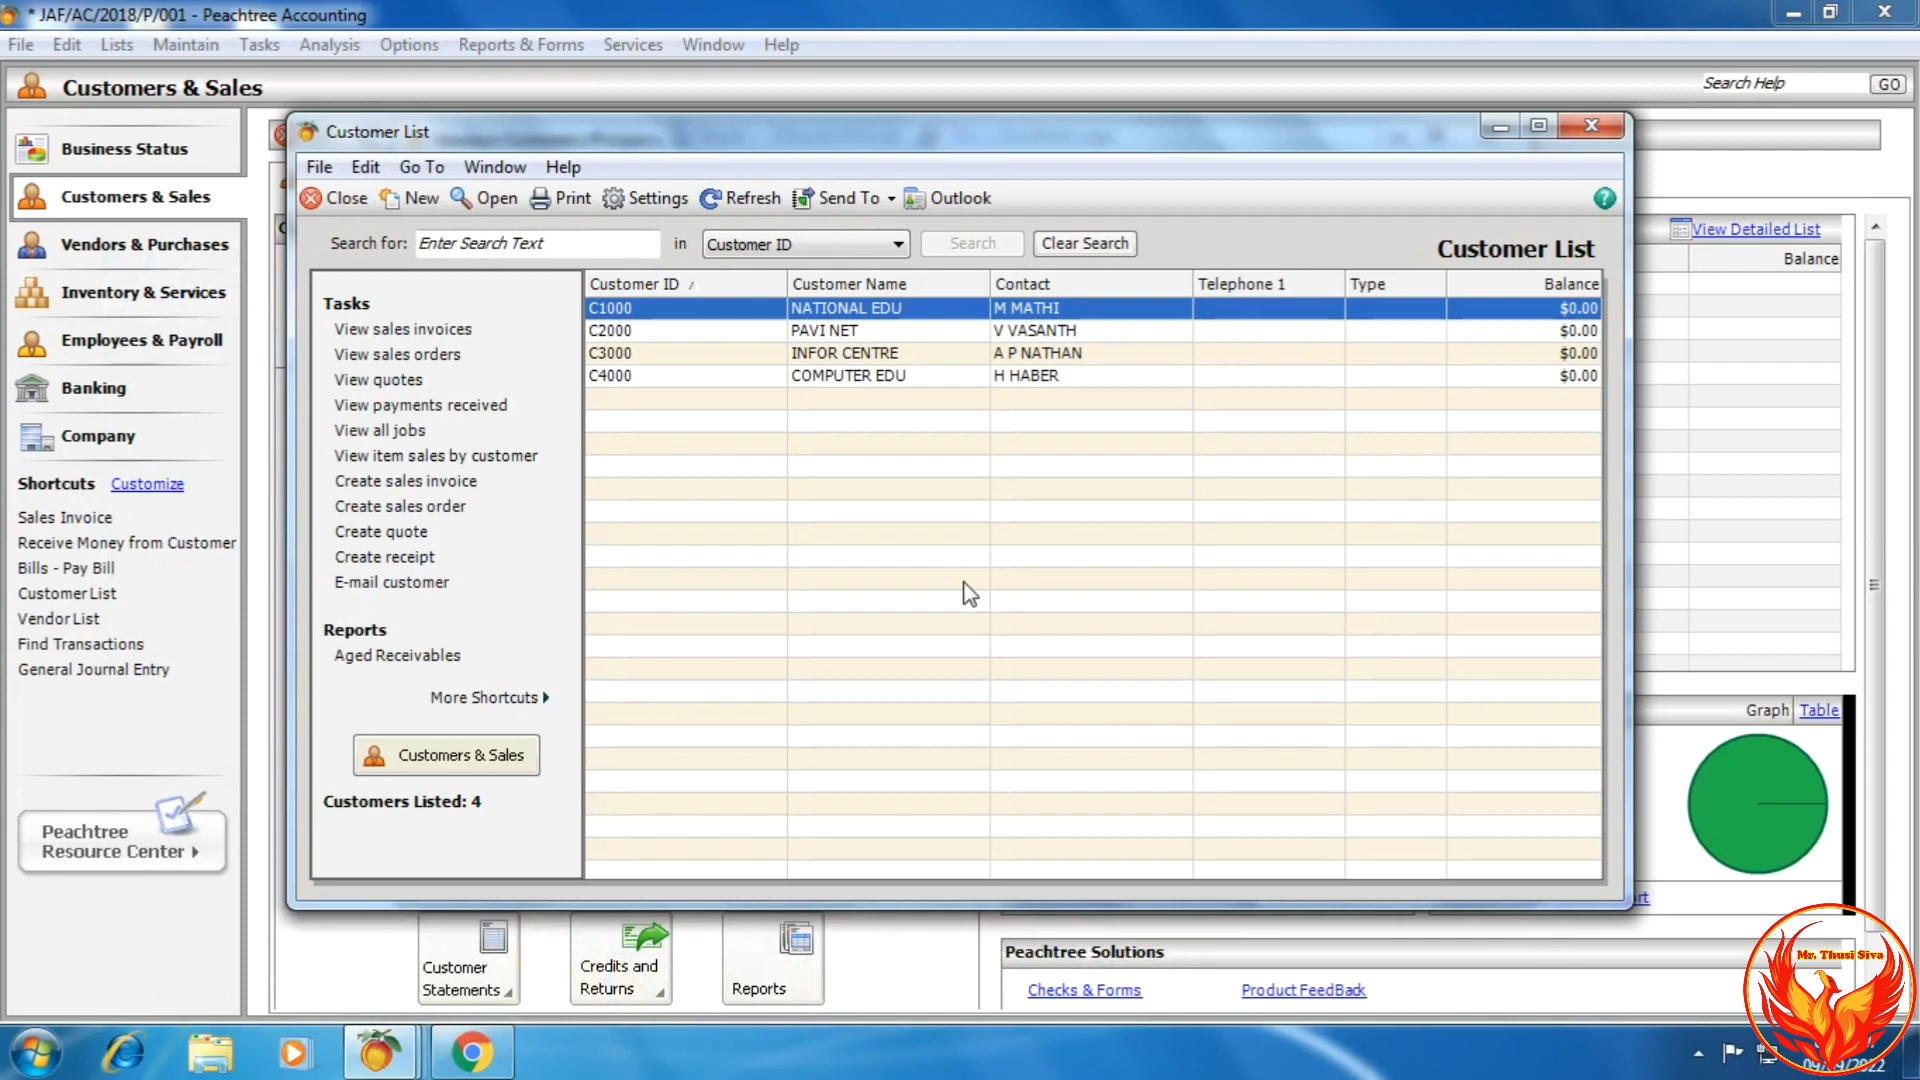 * JAF/AC/2018/P/001 - Peachtree Accounting
File Edit Lists Maintain Tasks Analysis Options Reports & Forms Services Window Help
Customers & Sales
Search Help GO
Business Status
Customers & Sales
Vendors & Purchases
Inventory & Services
Employees & Payroll
Banking
Company
Shortcuts Customize
Sales Invoice
Receive Money from Customer
Bills - Pay Bill
Customer List
Vendor List
Find Transactions
General Journal Entry
Peachtree
Resource Center
Customer List
File Edit Go To Window Help
Close New Open Print Settings Refresh Send To Outlook
Search for: Enter Search Text in Customer ID Search Clear Search
Customer List
Tasks
View sales invoices
View sales orders
View quotes
View payments received
View all jobs
View item sales by customer
Create sales invoice
Create sales order
Create quote
Create receipt
E-mail customer
Reports
Aged Receivables
More Shortcuts
Customers & Sales
Customers Listed: 4
Customer ID Customer Name Contact Telephone 1 Type Balance
C1000 NATIONAL EDU M MATHI $0.00
C2000 PAVI NET V VASANTH $0.00
C3000 INFOR CENTRE A P NATHAN $0.00
C4000 COMPUTER EDU H HABER $0.00
View Detailed List
Balance
Graph Table
Customer
Statements
Credits and
Returns
Reports
Peachtree Solutions
Checks & Forms Product FeedBack
Mr. Thusi Siva